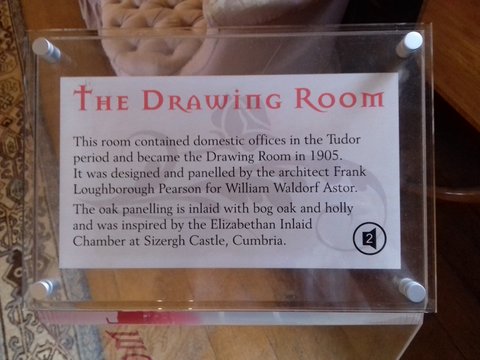 The Drawing Room
This room contained domestic offices in the Tudor
period and became the Drawing Room in 1905.
It was designed and panelled by the architect Frank
Loughborough Pearson for William Waldorf Astor.
The oak panelling is inlaid with bog oak and holly
and was inspired by the Elizabethan Inlaid
Chamber at Sizergh Castle, Cumbria.
2